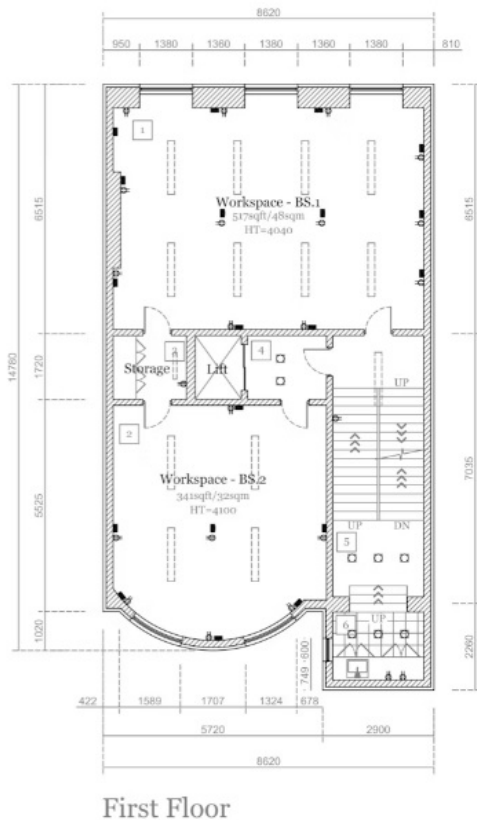 8620
950 1380 1360 1380 1360 1380 810
1
Workspace - BS.1
517sqft/48sqm
HT=4040
6515
6515
14780
1720
3
4
Storage
Lift
UP
2
Workspace - BS.2
341sqft/32sqm
HT=4100
7035
5525
UP DN
5
6
UP
1020
2260
749 600
422 1589 1707 1324 678
5720 2900
8620
First Floor